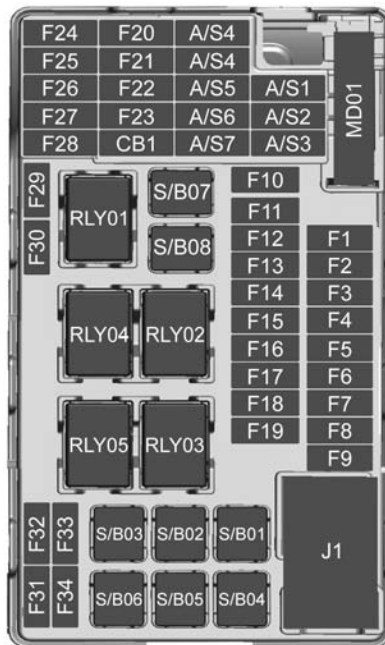 F24 F20 A/S4
F25 F21 A/S4
F26 F22 A/S5 A/S1
F27 F23 A/S6 A/S2
F28 CB1 A/S7 A/S3
MD01
F29
F30
RLY01
S/B07
S/B08
F10
F11
F12 F1
F13 F2
F14 F3
F15 F4
F16 F5
F17 F6
F18 F7
F19 F8
F9
RLY04 RLY02
RLY05 RLY03
F32 F33
F31 F34
S/B03 S/B02 S/B01
S/B06 S/B05 S/B04
J1